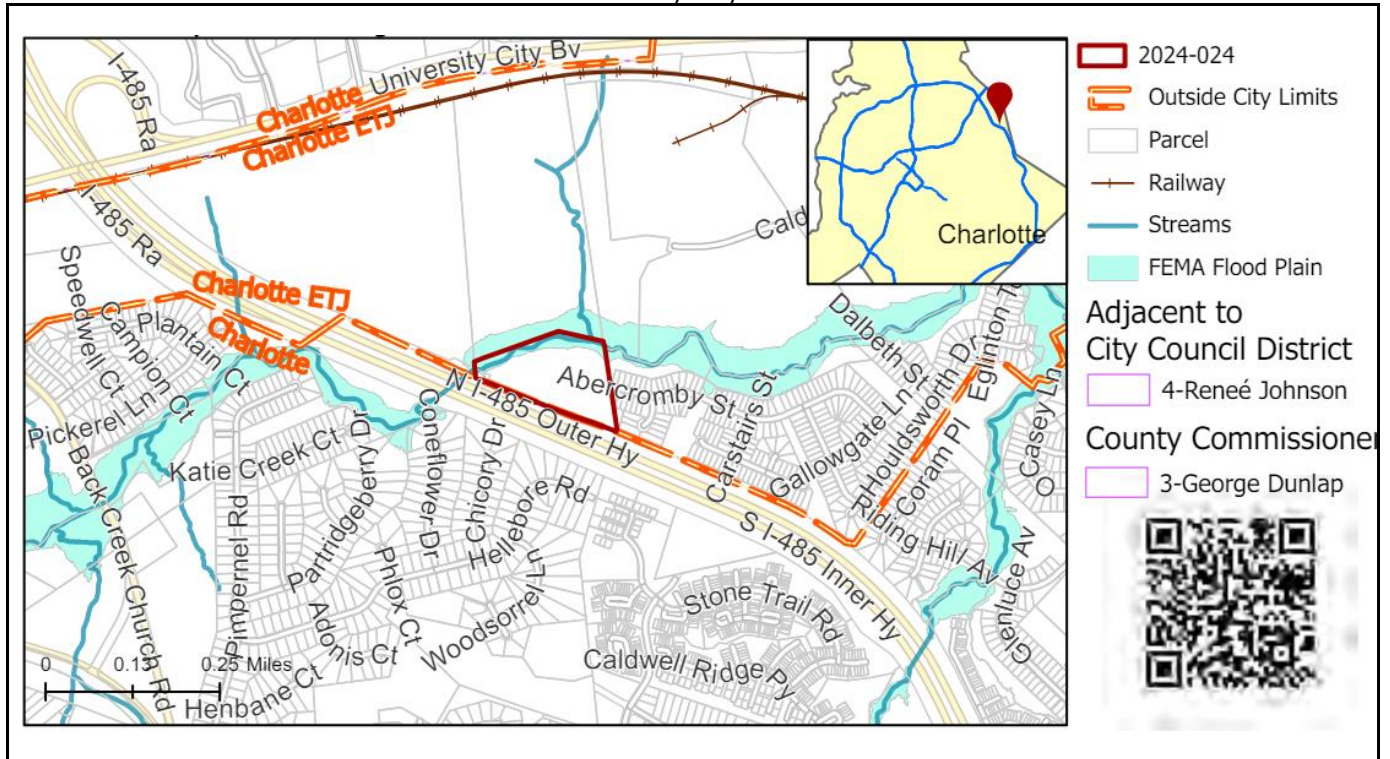 I-485 Ra
University City Bv
Charlotte
Charlotte ETJ
I-485 Ra
Charlotte
2024-024
Outside City Limits
Parcel
Railway
Streams
FEMA Flood Plain
Adjacent to
City Council District
4-Reneé Johnson
County Commissioner
3-George Dunlap
Charlotte ETJ
Charlotte
Speedwell Ct
Campion Ct
Plantain Ct
Pickerel Ln
Back Creek Church Rd
Katie Creek Ct
Pimpernel Rd
Partridgeberry Dr
Coneflower Dr
Chicory Dr
Hellebore Rd
Phlox Ct
Adonis Ct
Woodsorrel Ln
Henbane Ct
N I-485 Outer Hy
S I-485 Inner Hy
Abercromby St
Carstairs St
Dalbeth St
Gallowgate Ln
Houldsworth Dr
Coram Pl
Riding Hill Av
Casey Ln
Glenluce Av
Stone Trail Rd
Caldwell Ridge Py
0
0.25 Miles